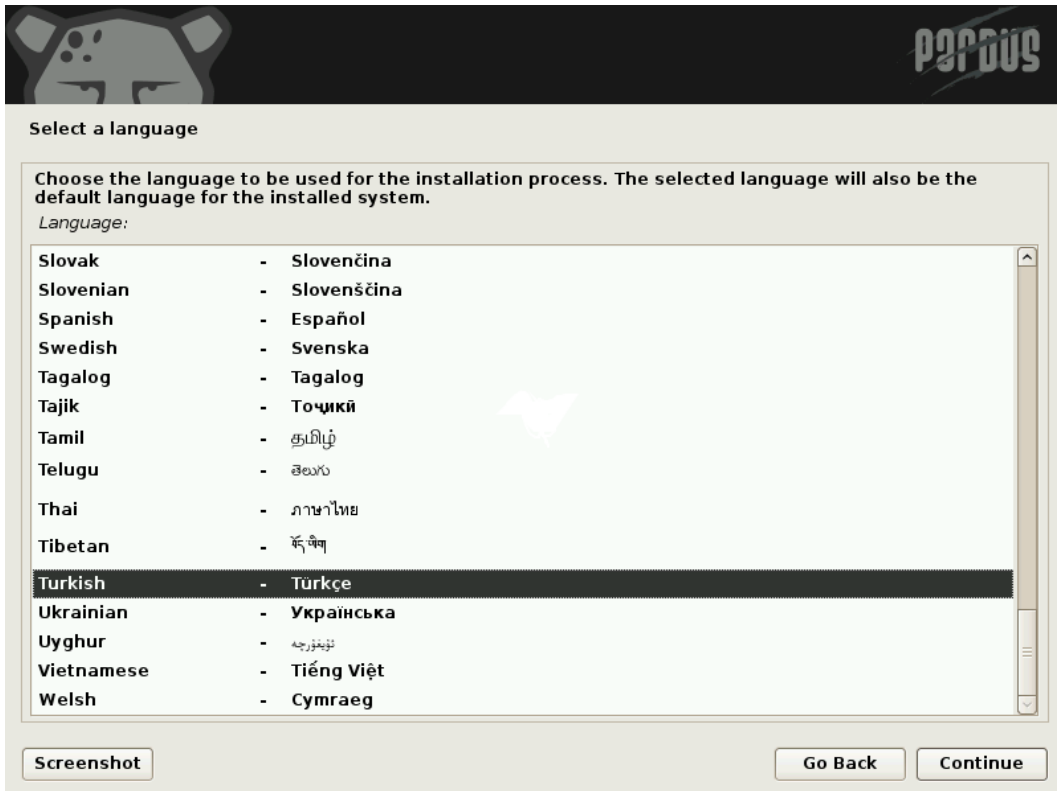 PARDUS
Select a language
Choose the language to be used for the installation process. The selected language will also be the
default language for the installed system.
Language:
Slovak - Slovenčina
Slovenian - Slovenščina
Spanish - Español
Swedish - Svenska
Tagalog - Tagalog
Tajik - Тоҷикӣ
Tamil - தமிழ்
Telugu - తెలుగు
Thai - ภาษาไทย
Tibetan - བོད་ཡིག
Turkish - Türkçe
Ukrainian - Українська
Uyghur - ئۇيغۇرچە
Vietnamese - Tiếng Việt
Welsh - Cymraeg
Screenshot Go Back Continue